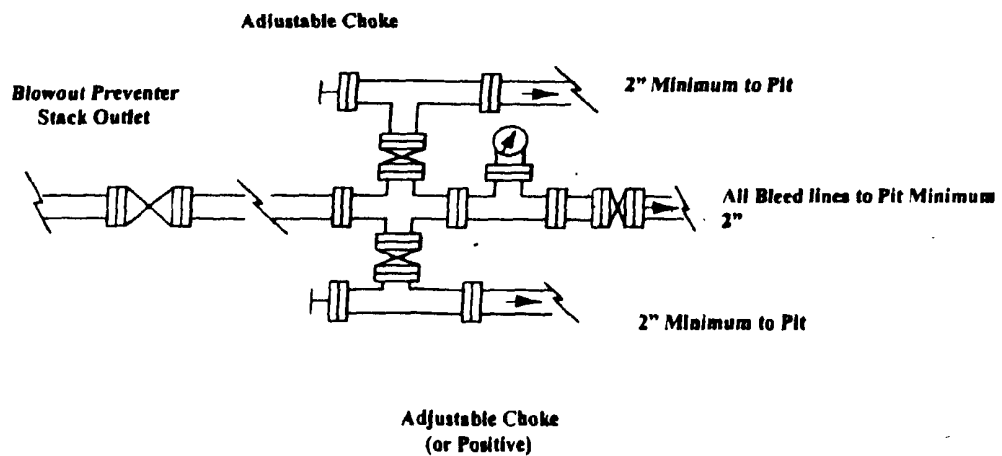 Adjustable Choke
2" Minimum to Pit
Blowout Preventer
Stack Outlet
All Bleed lines to Pit Minimum
2"
2" Minimum to Pit
Adjustable Choke
(or Positive)